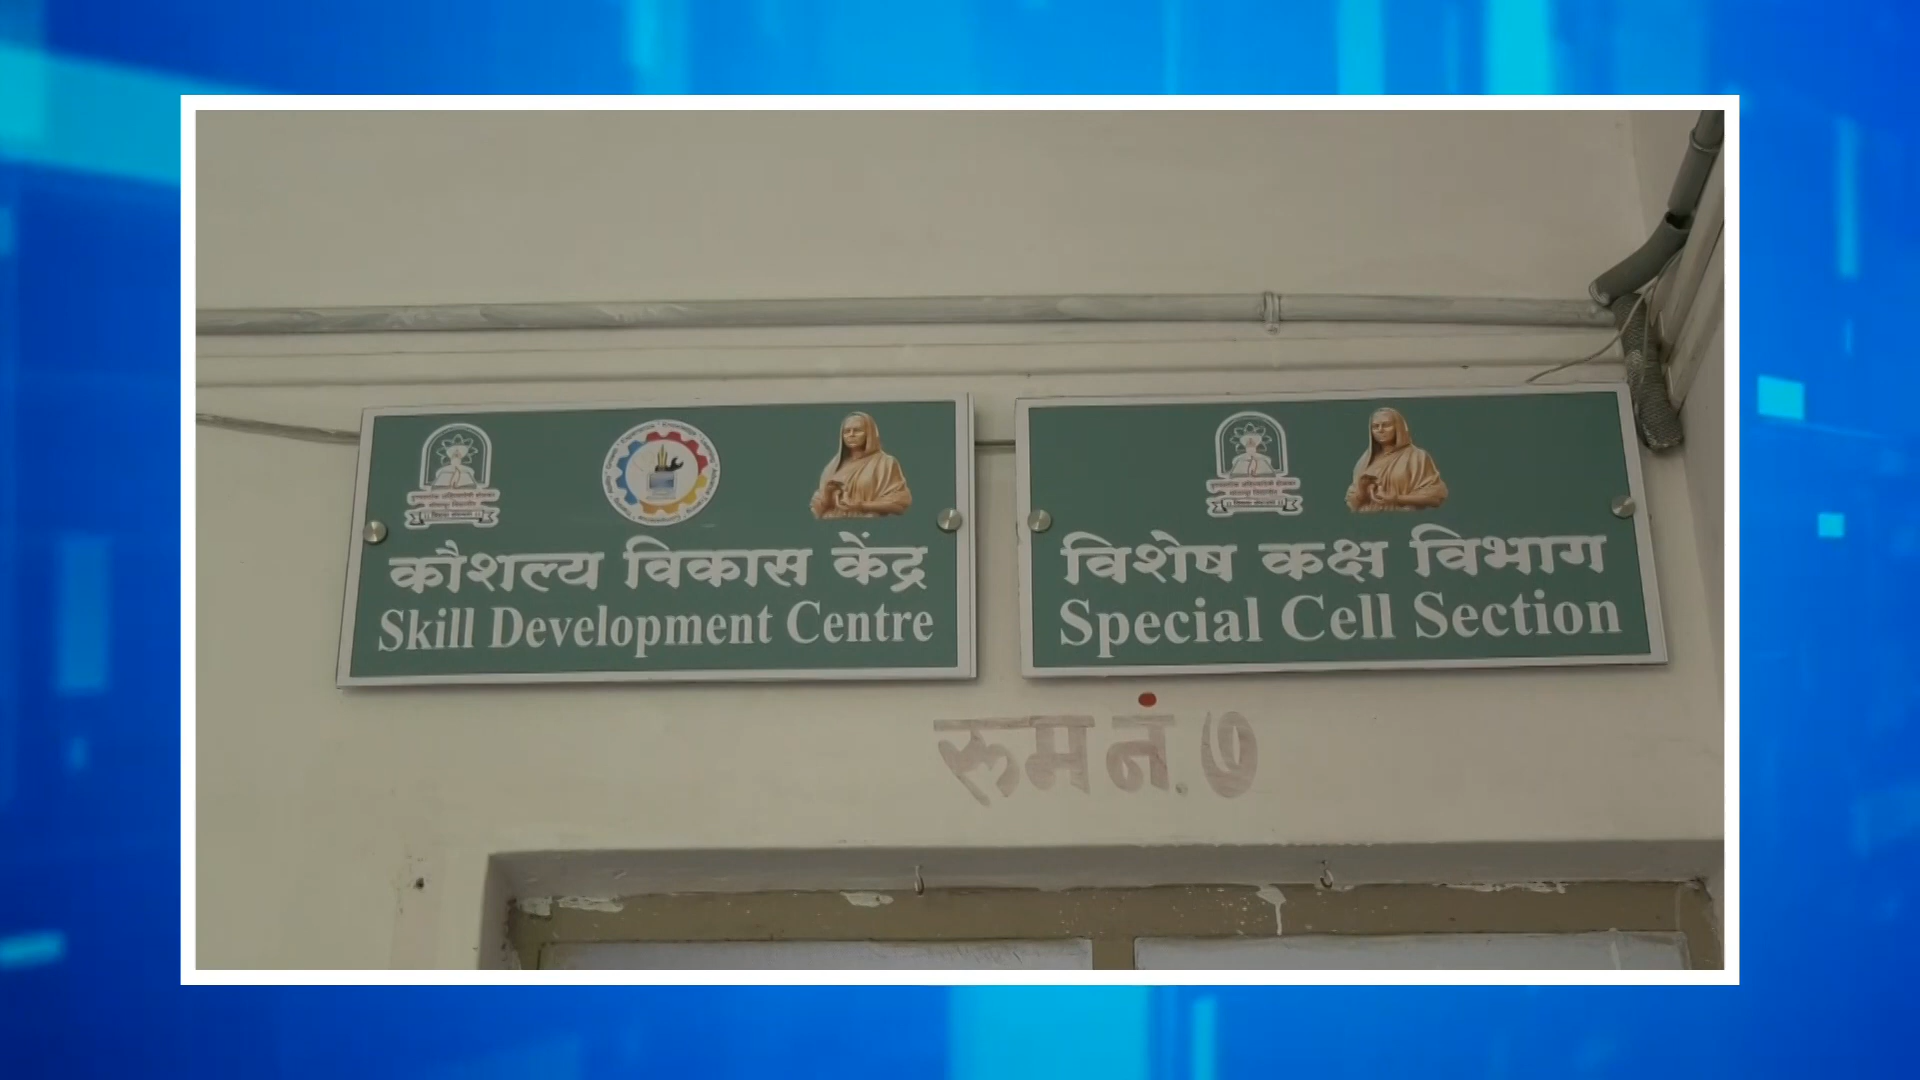 कौशल्य विकास केंद्र
Skill Development Centre
विशेष कक्ष विभाग
Special Cell Section
रूम नं. ७